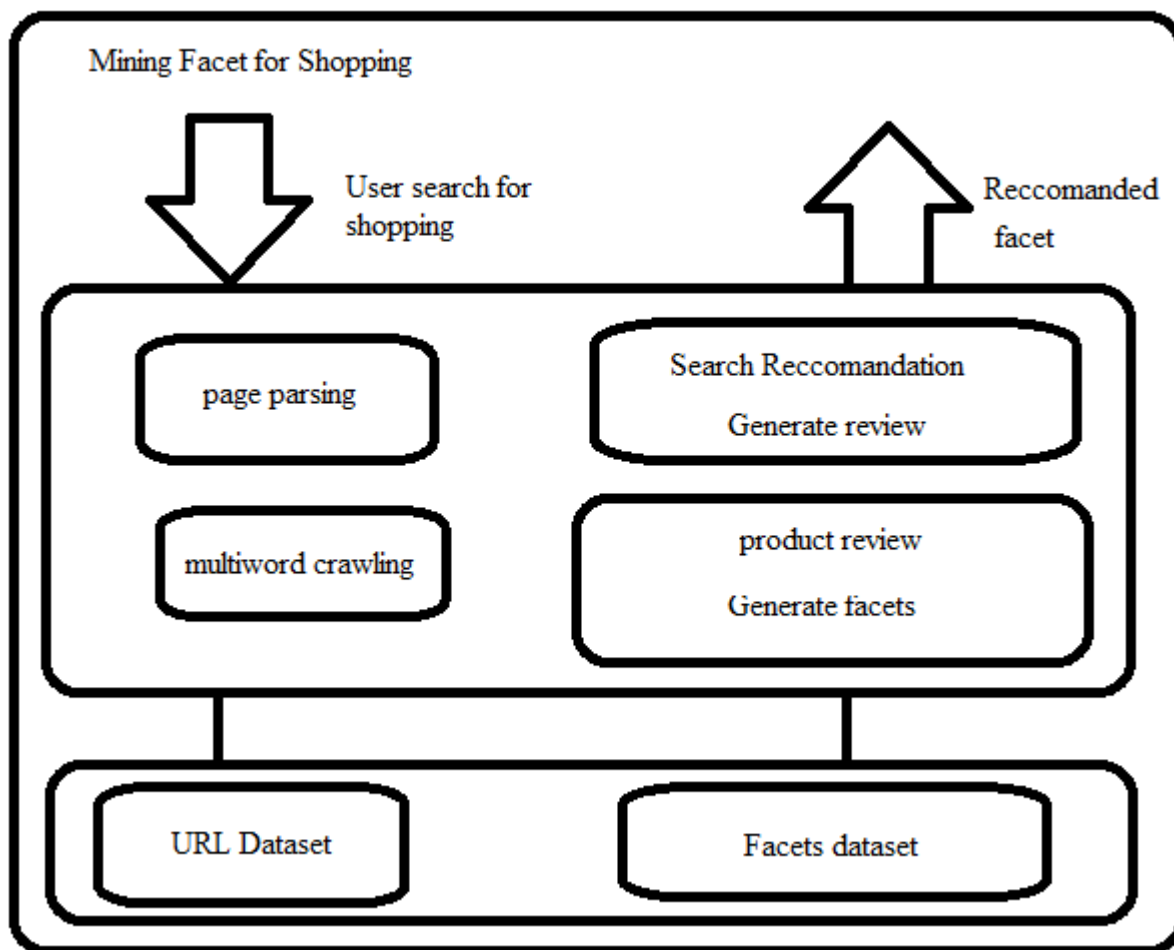 Mining Facet for Shopping
User search for
shopping
Reccomanded
facet
page parsing
Search Reccomandation
Generate review
multiword crawling
product review
Generate facets
URL Dataset
Facets dataset